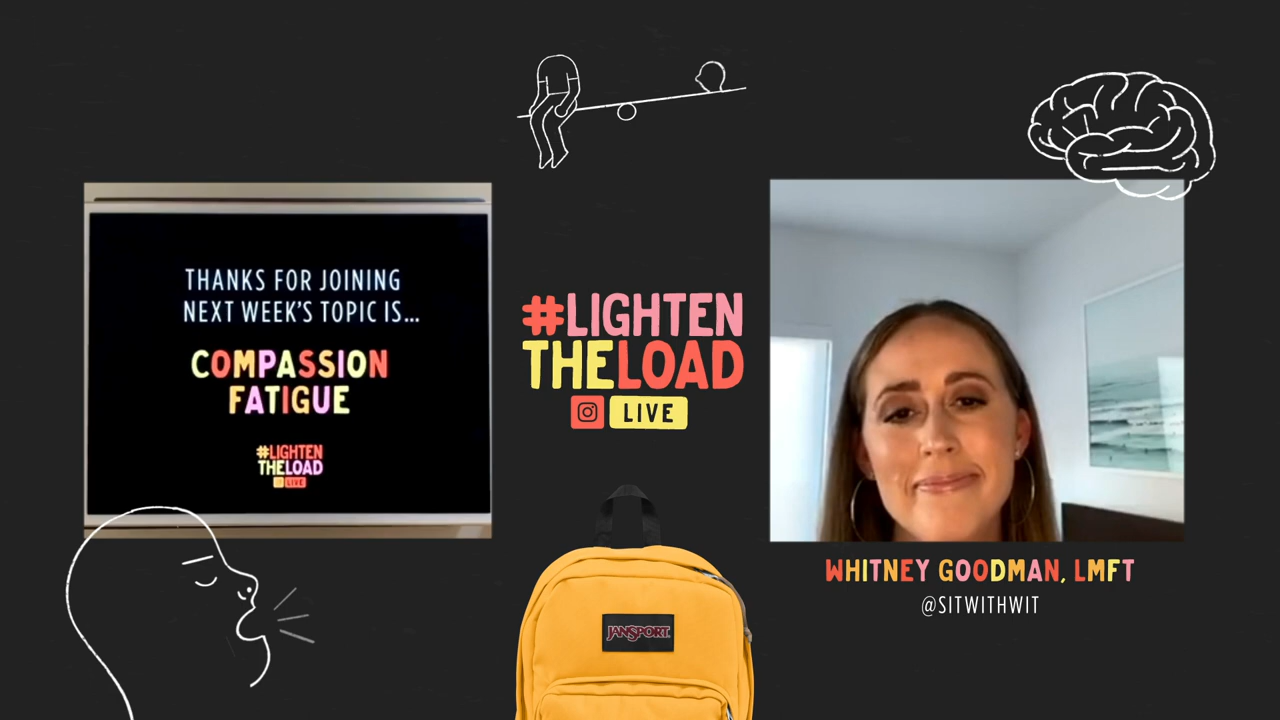 THANKS FOR JOINING
NEXT WEEK'S TOPIC IS...
COMPASSION
FATIGUE
#LIGHTEN
THELOAD
LIVE
#LIGHTEN
THELOAD
LIVE
JANSPORT
WHITNEY GOODMAN, LMFT
@SITWITHWIT